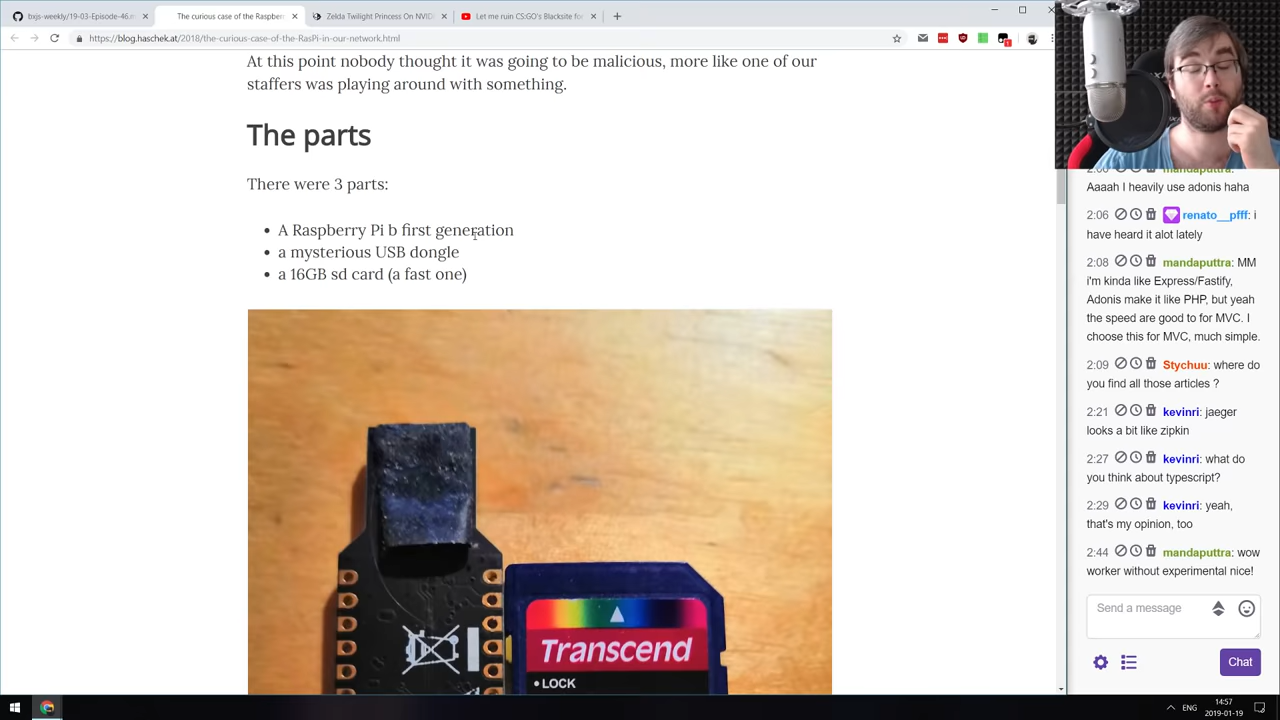 bxjs-weekly/19-03-Episode-46.m
The curious case of the Raspber
Zelda Twilight Princess On NVID
Let me ruin CS:GO's Blacksite fo
https://blog.haschek.at/2018/the-curious-case-of-the-RasPi-in-our-network.html
At this point nobody thought it was going to be malicious, more like one of our
staffers was playing around with something.
The parts
There were 3 parts:
A Raspberry Pi b first generation
a mysterious USB dongle
a 16GB sd card (a fast one)
Transcend
LOCK
mandaputtra:
Aaaah I heavily use adonis haha
2:06 renato__pfff: i
have heard it alot lately
2:08 mandaputtra: MM
i'm kinda like Express/Fastify,
Adonis make it like PHP, but yeah
the speed are good to for MVC. I
choose this for MVC, much simple.
2:09 Stychuu: where do
you find all those articles ?
2:21 kevinri: jaeger
looks a bit like zipkin
2:27 kevinri: what do
you think about typescript?
2:29 kevinri: yeah,
that's my opinion, too
2:44 mandaputtra: wow
worker without experimental nice!
Send a message
Chat
ENG
14:57
2019-01-19